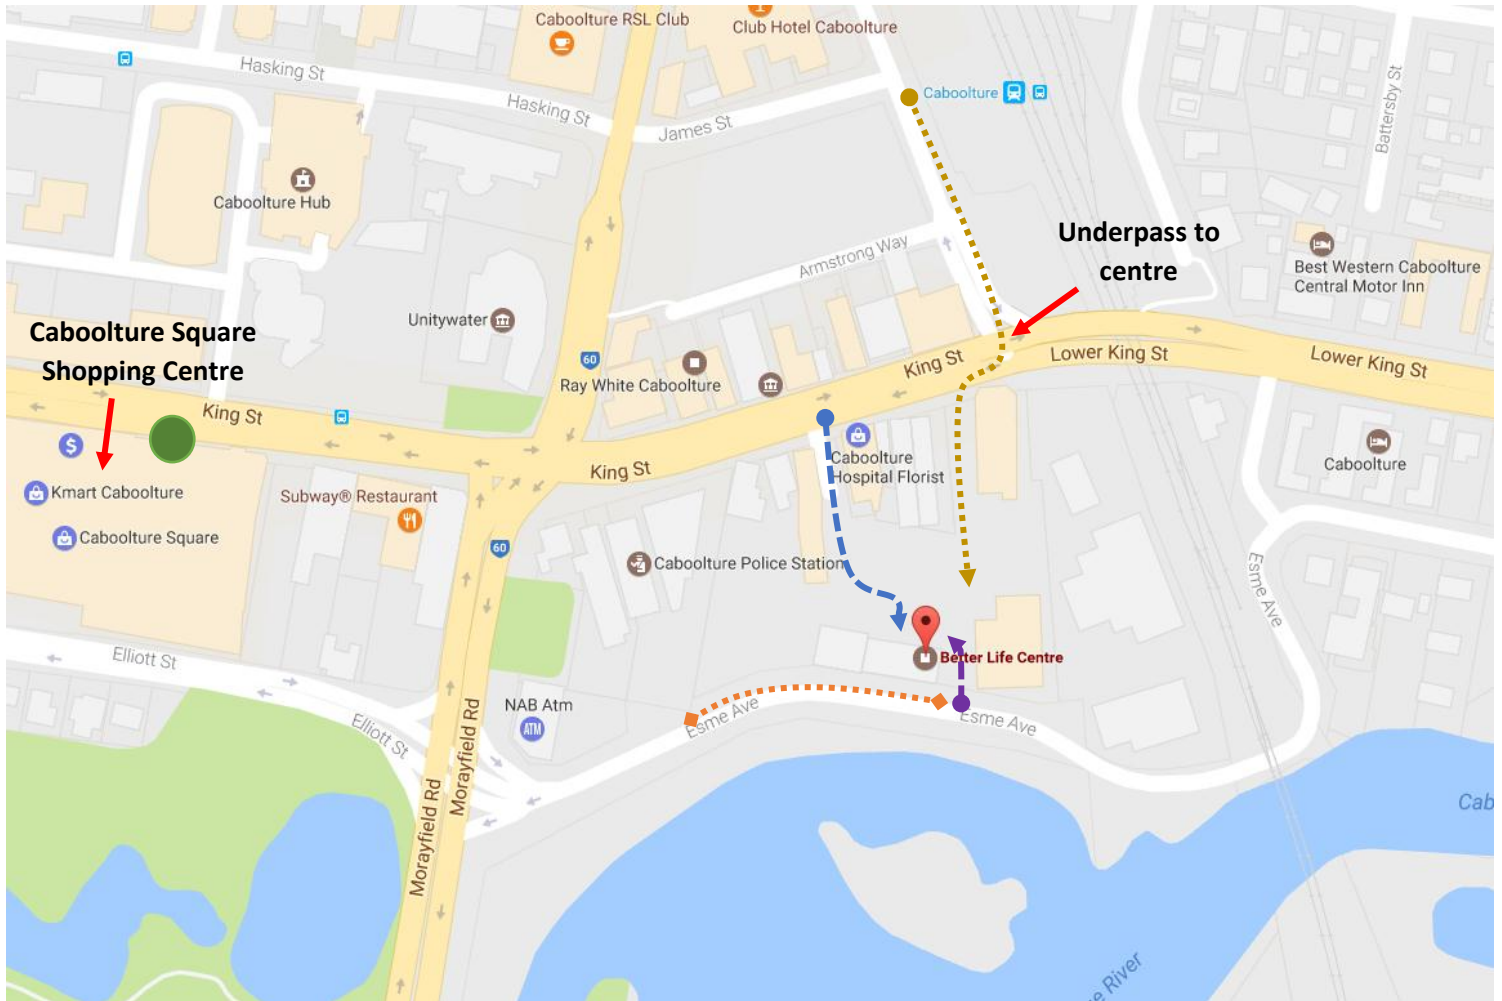 Caboolture RSL Club
Club Hotel Caboolture
Hasking St
Hasking St
James St
Caboolture
Battersby St
Caboolture Hub
Armstrong Way
Underpass to
centre
Best Western Caboolture
Central Motor Inn
Unitywater
Caboolture Square
Shopping Centre
60
Ray White Caboolture
King St
Lower King St
Lower King St
King St
$
Caboolture
Hospital Florist
Caboolture
King St
Kmart Caboolture
Subway® Restaurant
Caboolture Square
60
Caboolture Police Station
Esme Ave
Elliott St
Better Life Centre
NAB Atm
ATM
Elliott St
Morayfield Rd
Esme Ave
Esme Ave
Morayfield Rd
Cab
e River